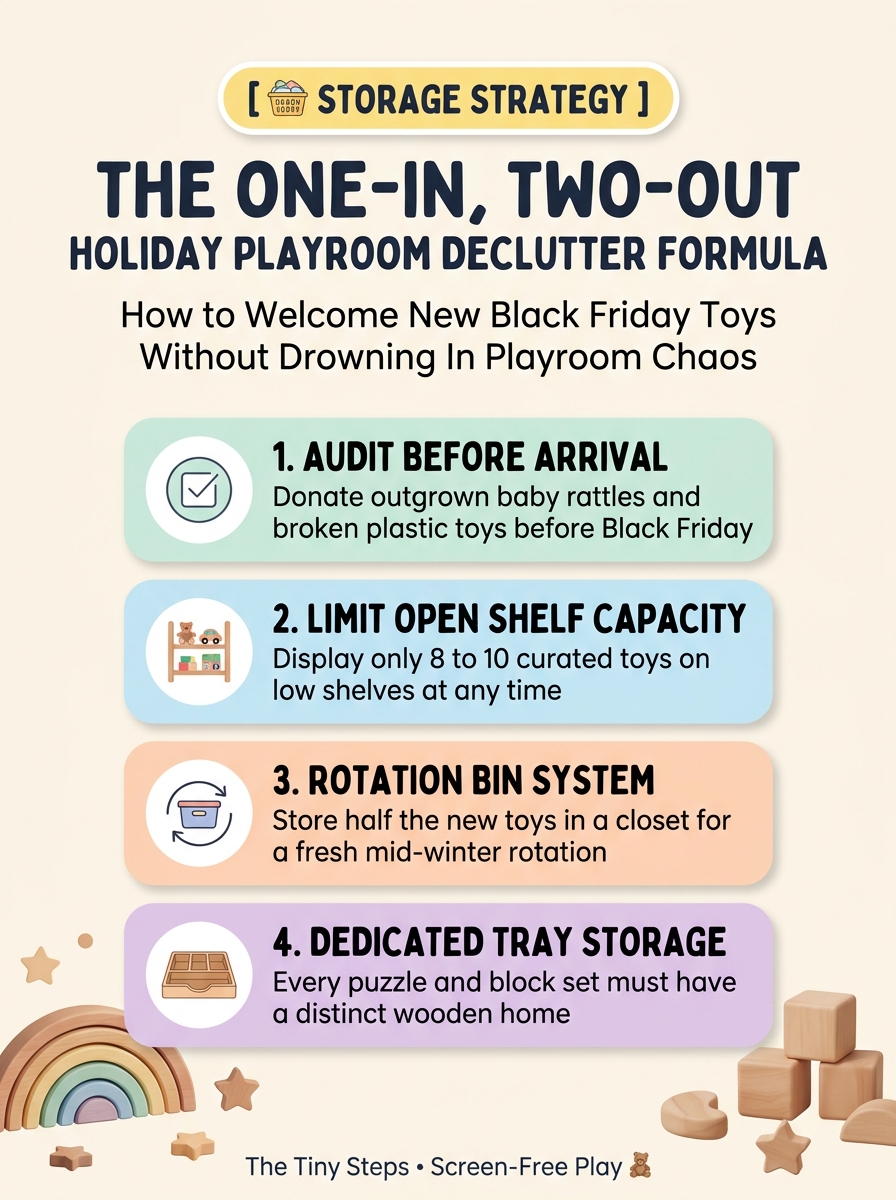 [ STORAGE STRATEGY ]
THE ONE-IN, TWO-OUT
HOLIDAY PLAYROOM DECLUTTER FORMULA
How to Welcome New Black Friday Toys
Without Drowning In Playroom Chaos
1. AUDIT BEFORE ARRIVAL
Donate outgrown baby rattles and
broken plastic toys before Black Friday
2. LIMIT OPEN SHELF CAPACITY
Display only 8 to 10 curated toys on
low shelves at any time
3. ROTATION BIN SYSTEM
Store half the new toys in a closet for
a fresh mid-winter rotation
4. DEDICATED TRAY STORAGE
Every puzzle and block set must have
a distinct wooden home
The Tiny Steps • Screen-Free Play